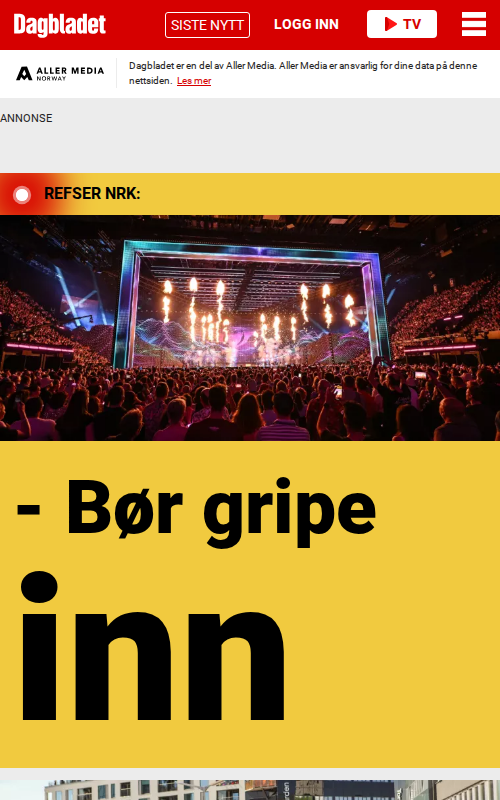 Dagbladet
SISTE NYTT
LOGG INN
TV
ALLER MEDIA
NORWAY
Dagbladet er en del av Aller Media. Aller Media er ansvarlig for dine data på denne
nettsiden. Les mer
ANNONSE
REFSER NRK:
- Bør gripe
inn